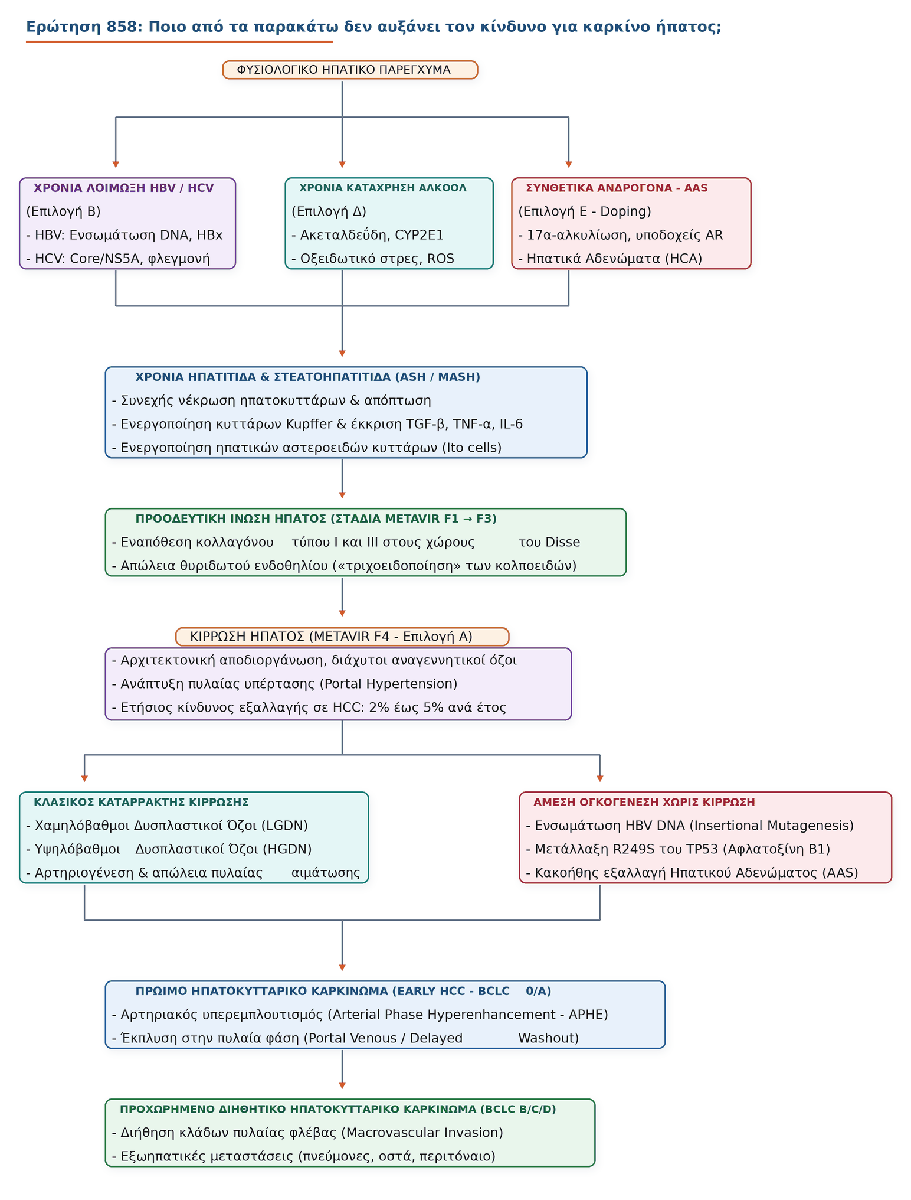 Ερώτηση 858: Ποιο από τα παρακάτω δεν αυξάνει τον κίνδυνο για καρκίνο ήπατος;
ΦΥΣΙΟΛΟΓΙΚΟ ΗΠΑΤΙΚΟ ΠΑΡΕΓΧΥΜΑ
ΧΡΟΝΙΑ ΛΟΙΜΩΞΗ HBV / HCV
(Επιλογή Β)
- HBV: Ενσωμάτωση DNA, HBx
- HCV: Core/NS5A, φλεγμονή
ΧΡΟΝΙΑ ΚΑΤΑΧΡΗΣΗ ΑΛΚΟΟΛ
(Επιλογή Δ)
- Ακεταλδεΰδη, CYP2E1
- Οξειδωτικό στρες, ROS
ΣΥΝΘΕΤΙΚΑ ΑΝΔΡΟΓΟΝΑ - AAS
(Επιλογή Ε - Doping)
- 17α-αλκυλίωση, υποδοχείς AR
- Ηπατικά Αδενώματα (HCA)
ΧΡΟΝΙΑ ΗΠΑΤΙΤΙΔΑ & ΣΤΕΑΤΟΗΠΑΤΙΤΙΔΑ (ASH / MASH)
- Συνεχής νέκρωση ηπατοκυττάρων & απόπτωση
- Ενεργοποίηση κυττάρων Kupffer & έκκριση TGF-β, TNF-α, IL-6
- Ενεργοποίηση ηπατικών αστεροειδών κυττάρων (Ito cells)
ΠΡΟΟΔΕΥΤΙΚΗ ΙΝΩΣΗ ΗΠΑΤΟΣ (ΣΤΑΔΙΑ METAVIR F1 → F3)
- Εναπόθεση κολλαγόνου τύπου I και III στους χώρους του Disse
- Απώλεια θυριδωτού ενδοθηλίου («τριχοειδοποίηση» των κολποειδών)
ΚΙΡΡΩΣΗ ΗΠΑΤΟΣ (METAVIR F4 - Επιλογή Α)
- Αρχιτεκτονική αποδιοργάνωση, διάχυτοι αναγεννητικοί όζοι
- Ανάπτυξη πυλαίας υπέρτασης (Portal Hypertension)
- Ετήσιος κίνδυνος εξαλλαγής σε HCC: 2% έως 5% ανά έτος
ΚΛΑΣΙΚΟΣ ΚΑΤΑΡΡΑΚΤΗΣ ΚΙΡΡΩΣΗΣ
- Χαμηλόβαθμοι Δυσπλαστικοί Όζοι (LGDN)
- Υψηλόβαθμοι Δυσπλαστικοί Όζοι (HGDN)
- Αρτηριογένεση & απώλεια πυλαίας αιμάτωσης
ΑΜΕΣΗ ΟΓΚΟΓΕΝΕΣΗ ΧΩΡΙΣ ΚΙΡΡΩΣΗ
- Ενσωμάτωση HBV DNA (Insertional Mutagenesis)
- Μετάλλαξη R249S του TP53 (Αφλατοξίνη Β1)
- Κακοήθης εξαλλαγή Ηπατικού Αδενώματος (AAS)
ΠΡΩΙΜΟ ΗΠΑΤΟΚΥΤΤΑΡΙΚΟ ΚΑΡΚΙΝΩΜΑ (EARLY HCC - BCLC 0/A)
- Αρτηριακός υπερεμπλουτισμός (Arterial Phase Hyperenhancement - APHE)
- Έκπλυση στην πυλαία φάση (Portal Venous / Delayed Washout)
ΠΡΟΧΩΡΗΜΕΝΟ ΔΙΗΘΗΤΙΚΟ ΗΠΑΤΟΚΥΤΤΑΡΙΚΟ ΚΑΡΚΙΝΩΜΑ (BCLC B/C/D)
- Διήθηση κλάδων πυλαίας φλέβας (Macrovascular Invasion)
- Εξωηπατικές μεταστάσεις (πνεύμονες, οστά, περιτόναιο)